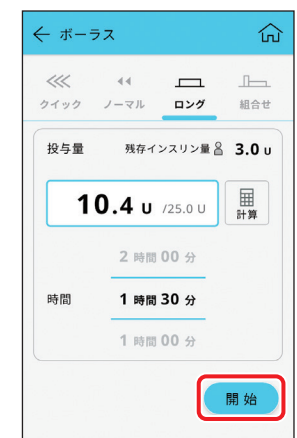 ボーラス
クイック ノーマル ロング 組合せ
投与量 残存インスリン量 3.0 U
10.4 U /25.0 U 計算
2 時間 00 分
時間 1 時間 30 分
1 時間 00 分
開始